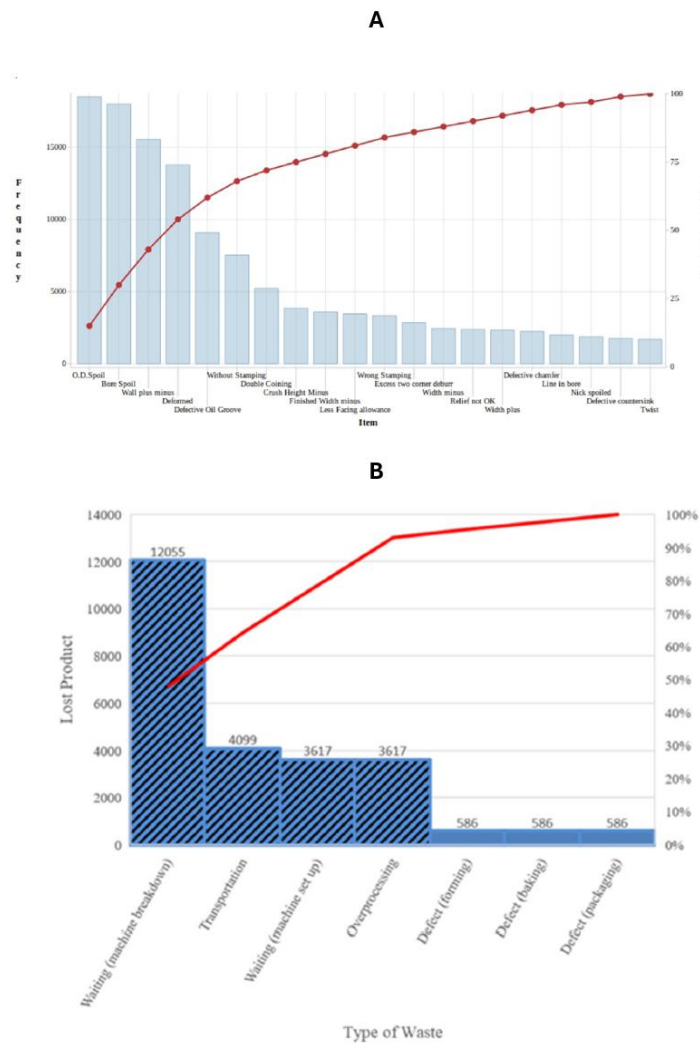 A
Frequency
15000
10000
5000
0
100
75
50
25
0
O.D.Spoil
Bore Spoil
Wall plus minus
Deformed
Defective Oil Groove
Without Stamping
Double Coining
Crush Height Minus
Finished Width minus
Less Facing allowance
Wrong Stamping
Excess two corner deburr
Width minus
Relief not OK
Width plus
Defective chamfer
Line in bore
Nick spoiled
Defective countersink
Twist
Item
B
Lost Product
14000
12000
10000
8000
6000
4000
2000
0
12055
4099
3617
3617
586
586
586
100%
90%
80%
70%
60%
50%
40%
30%
20%
10%
0%
Waiting (machine breakdown)
Transportation
Waiting (machine set up)
Overprocessing
Defect (forming)
Defect (baking)
Defect (packaging)
Type of Waste